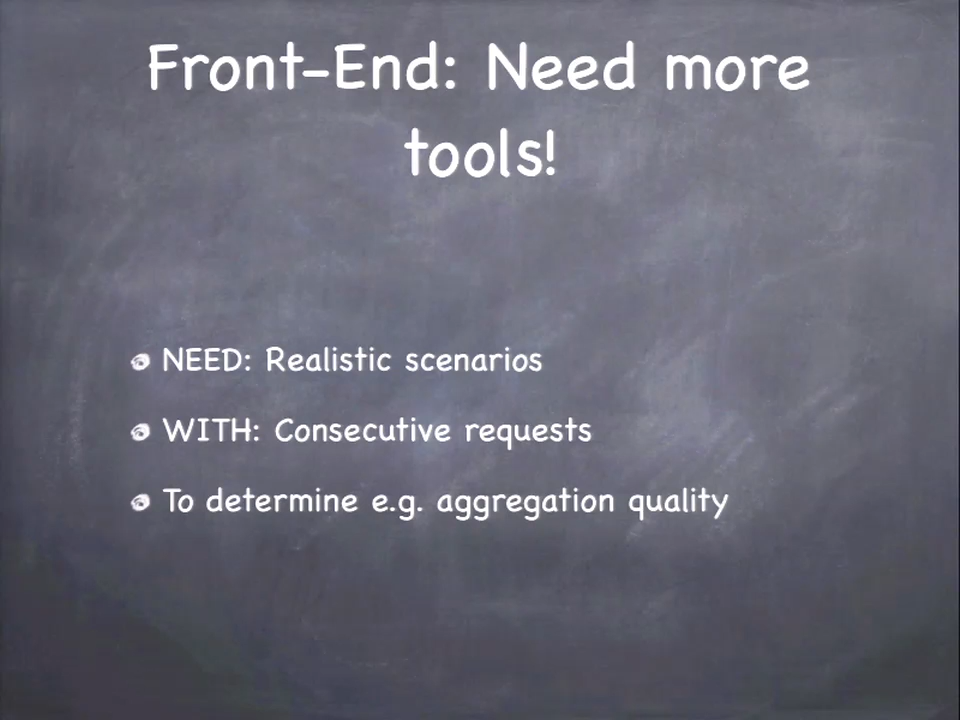 Front-End: Need more
tools!
NEED: Realistic scenarios
WITH: Consecutive requests
To determine e.g. aggregation quality